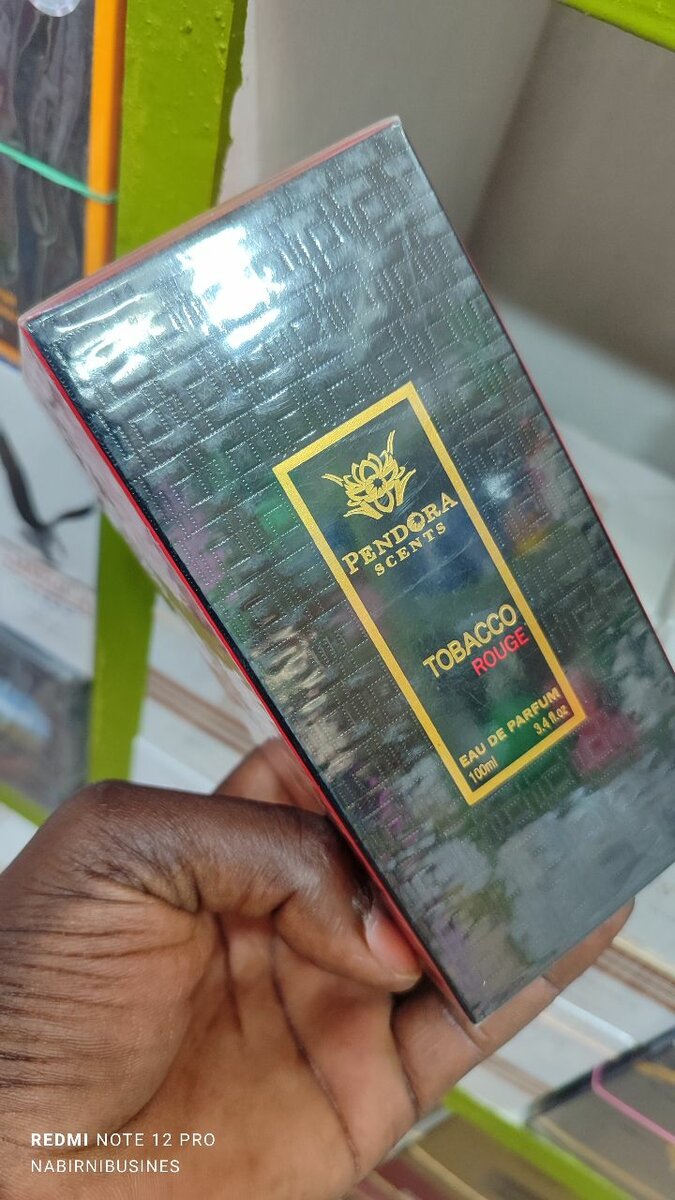 PENDORA
SCENTS
TOBACCO
ROUGE
EAU DE PARFUM
100ml 3.4 fl.oz
REDMI NOTE 12 PRO
NABIRNIBUSINES